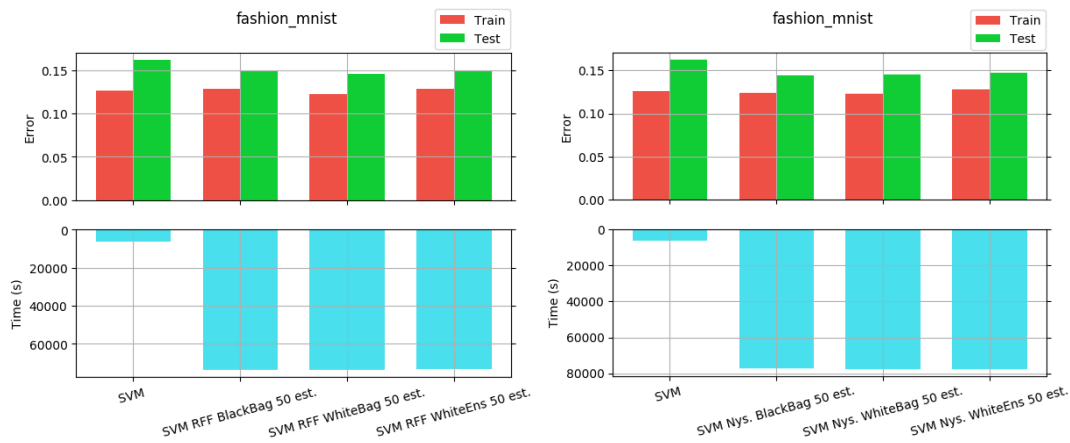 fashion_mnist
Train
Test
0.15
0.10
0.05
0.00
Error
0
20000
40000
60000
Time (s)
SVM
SVM RFF BlackBag 50 est.
SVM RFF WhiteBag 50 est.
SVM RFF WhiteEns 50 est.
fashion_mnist
Train
Test
0.15
0.10
0.05
0.00
Error
0
20000
40000
60000
80000
Time (s)
SVM
SVM Nys. BlackBag 50 est.
SVM Nys. WhiteBag 50 est.
SVM Nys. WhiteEns 50 est.